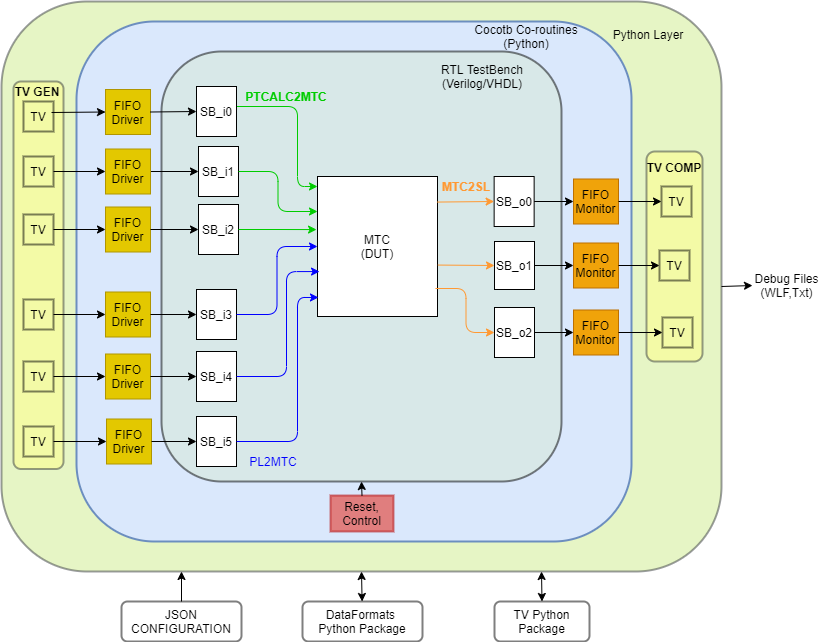 Cocotb Co-routines
(Python)
Python Layer
RTL TestBench
(Verilog/VHDL)
TV GEN
TV
FIFO
Driver
SB_i0
PTCALC2MTC
TV
FIFO
Driver
SB_i1
TV
FIFO
Driver
SB_i2
TV
FIFO
Driver
SB_i3
TV
FIFO
Driver
SB_i4
TV
FIFO
Driver
SB_i5
PL2MTC
MTC
(DUT)
MTC2SL
SB_o0
FIFO
Monitor
TV COMP
TV
SB_o1
FIFO
Monitor
TV
SB_o2
FIFO
Monitor
TV
Debug Files
(WLF,Txt)
Reset,
Control
JSON
CONFIGURATION
DataFormats
Python Package
TV Python
Package